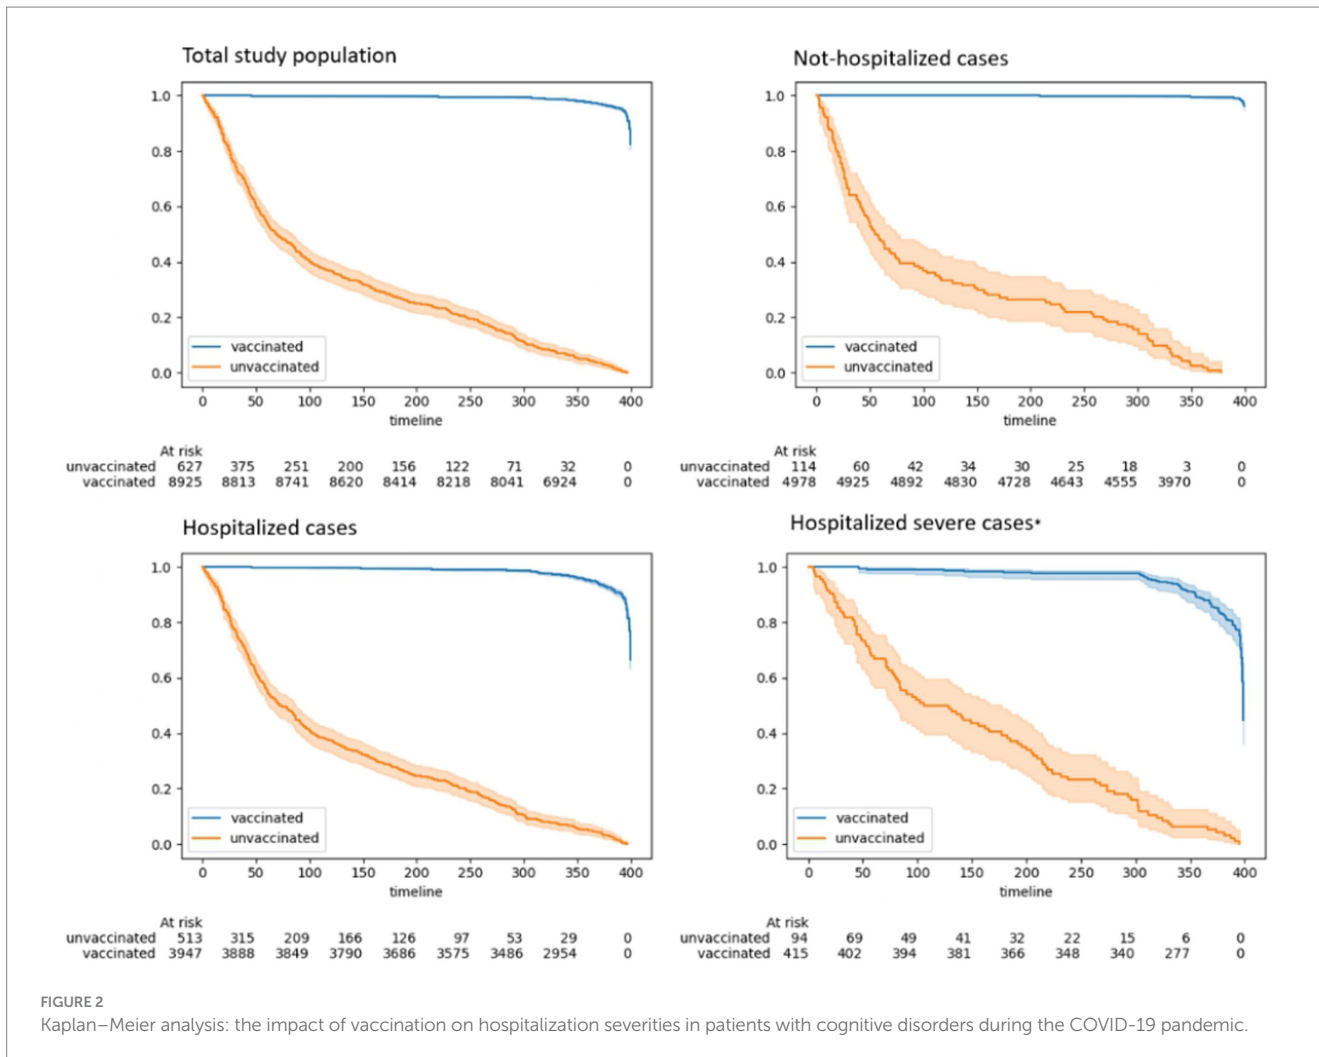 Total study population
1.0
0.8
0.6
0.4
0.2
0.0
vaccinated
unvaccinated
0 50 100 150 200 250 300 350 400
timeline
At risk
unvaccinated 627 375 251 200 156 122 71 32 0
vaccinated 8925 8813 8741 8620 8414 8218 8041 6924 0
Not-hospitalized cases
1.0
0.8
0.6
0.4
0.2
0.0
vaccinated
unvaccinated
0 50 100 150 200 250 300 350 400
timeline
At risk
unvaccinated 114 60 42 34 30 25 18 3 0
vaccinated 4978 4925 4892 4830 4728 4643 4555 3970 0
Hospitalized cases
1.0
0.8
0.6
0.4
0.2
0.0
vaccinated
unvaccinated
0 50 100 150 200 250 300 350 400
timeline
At risk
unvaccinated 513 315 209 166 126 97 53 29 0
vaccinated 3947 3888 3849 3790 3686 3575 3486 2954 0
Hospitalized severe cases*
1.0
0.8
0.6
0.4
0.2
0.0
vaccinated
unvaccinated
0 50 100 150 200 250 300 350 400
timeline
At risk
unvaccinated 94 69 49 41 32 22 15 6 0
vaccinated 415 402 394 381 366 348 340 277 0
FIGURE 2
Kaplan–Meier analysis: the impact of vaccination on hospitalization severities in patients with cognitive disorders during the COVID-19 pandemic.